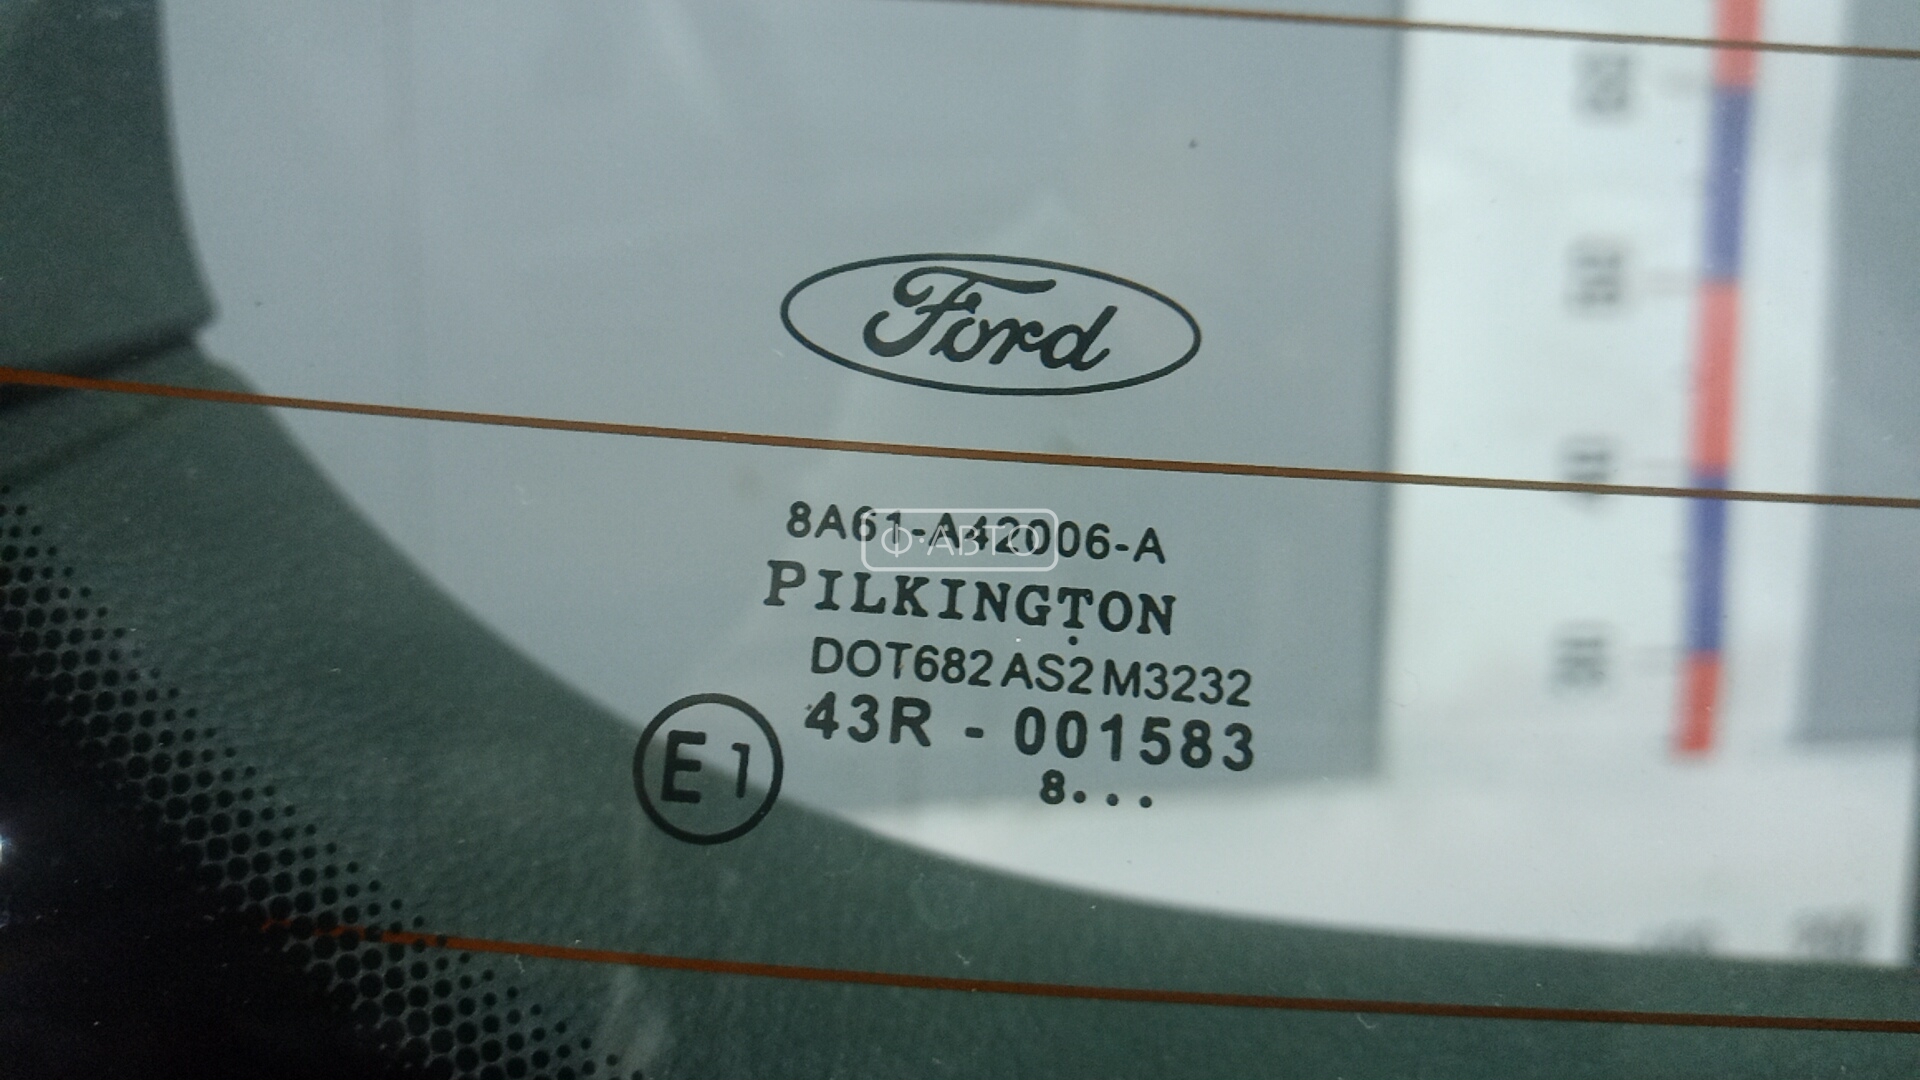 Ford
8A61-A42006-A
Ф·АВТО
PILKINGTON
DOT682 AS2 M3232
43R - 001583
E1
8...